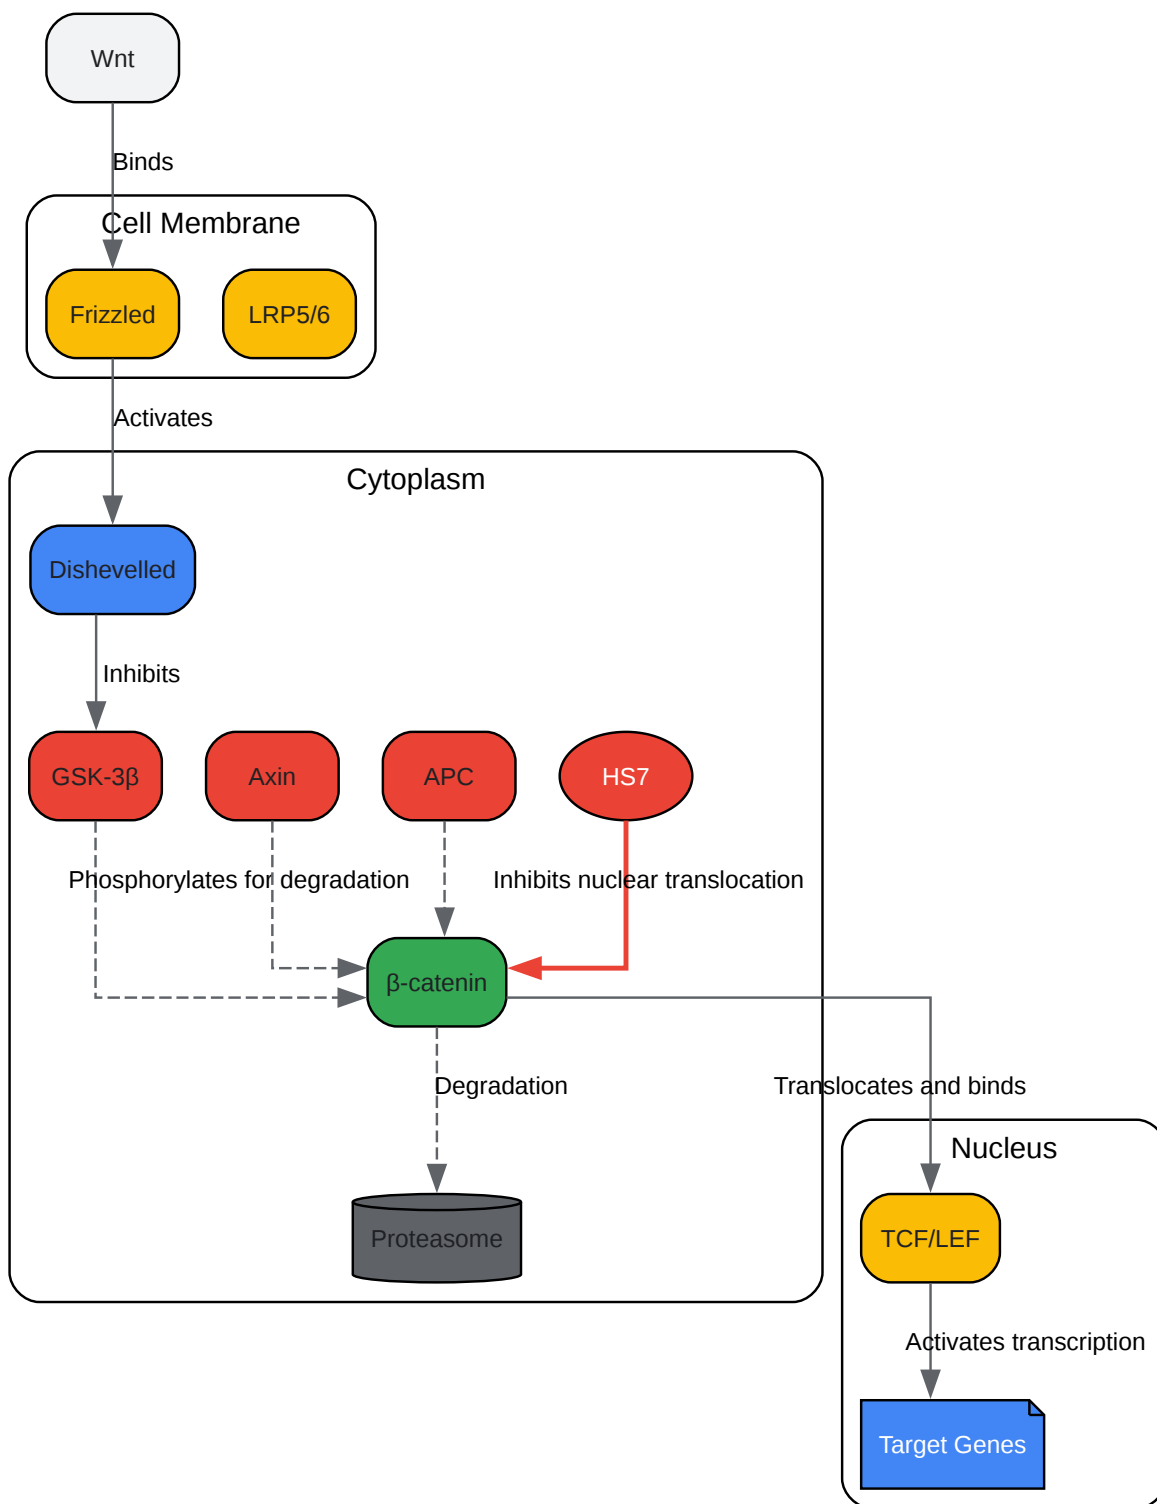 Wnt
Binds
Cell Membrane
Frizzled
LRP5/6
Activates
Cytoplasm
Dishevelled
Inhibits
GSK-3β
Axin
APC
HS7
Phosphorylates for degradation
Inhibits nuclear translocation
β-catenin
Degradation
Translocates and binds
Nucleus
Proteasome
TCF/LEF
Activates transcription
Target Genes